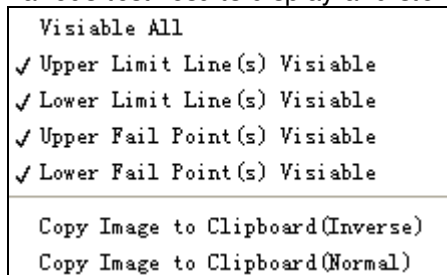 Visiable All
✓ Upper Limit Line(s) Visiable
✓ Lower Limit Line(s) Visiable
✓ Upper Fail Point(s) Visiable
✓ Lower Fail Point(s) Visiable
Copy Image to Clipboard(Inverse)
Copy Image to Clipboard(Normal)